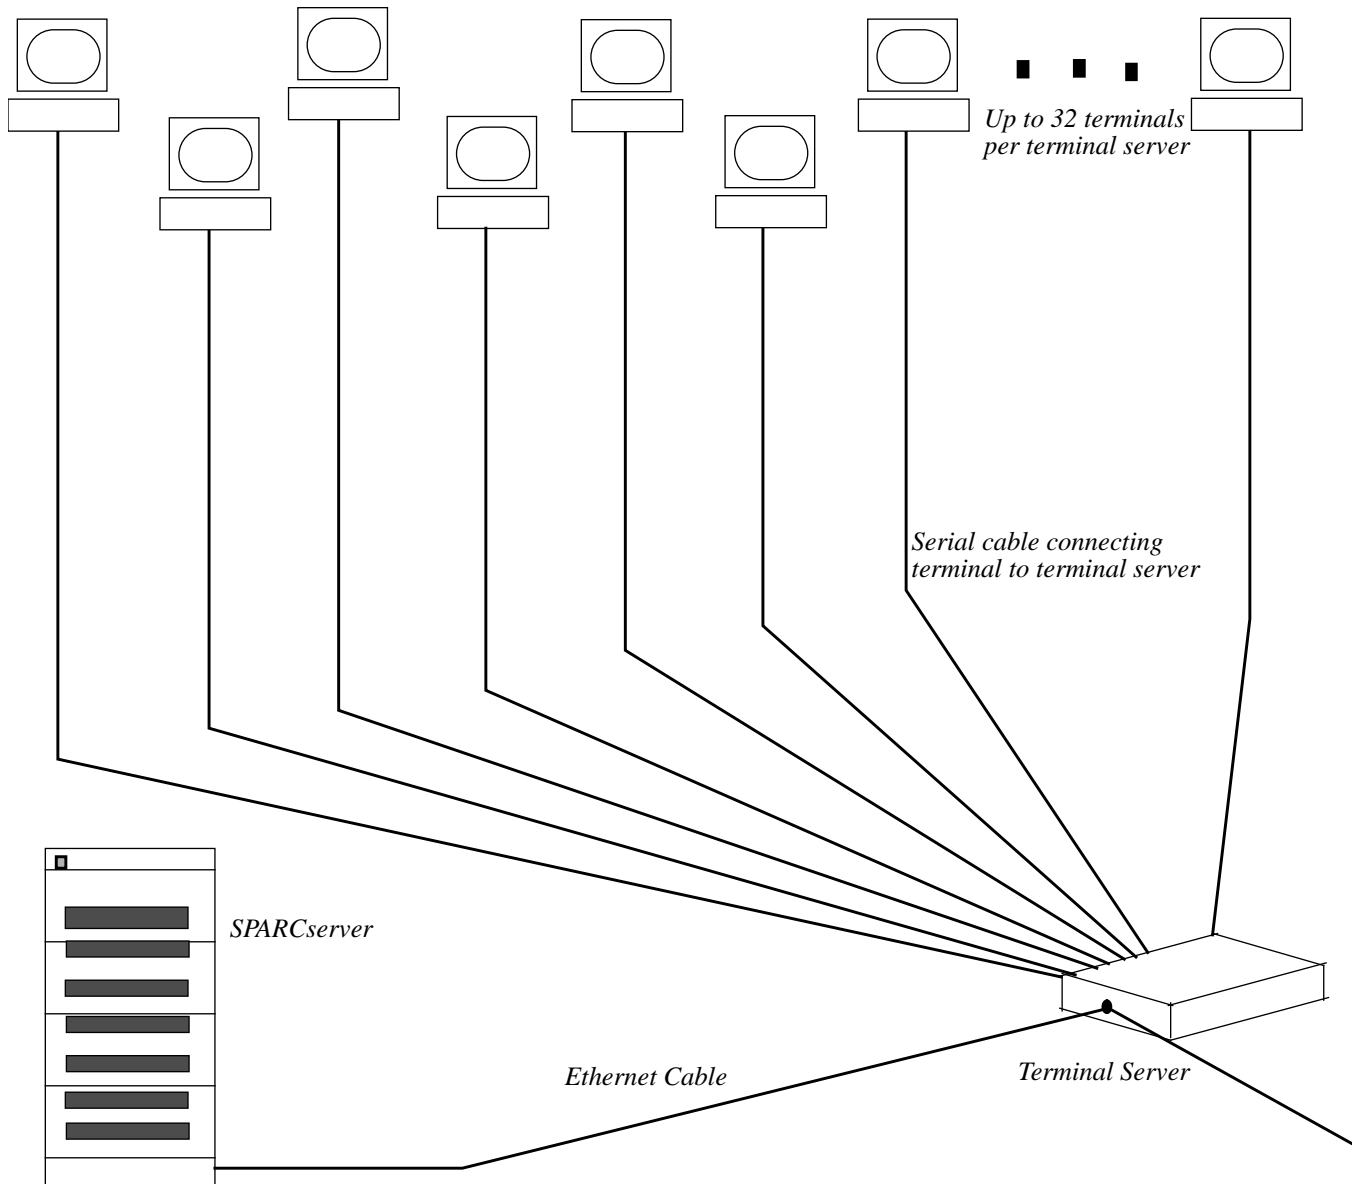 Up to 32 terminals
per terminal server
Serial cable connecting
terminal to terminal server
SPARCserver
Ethernet Cable
Terminal Server